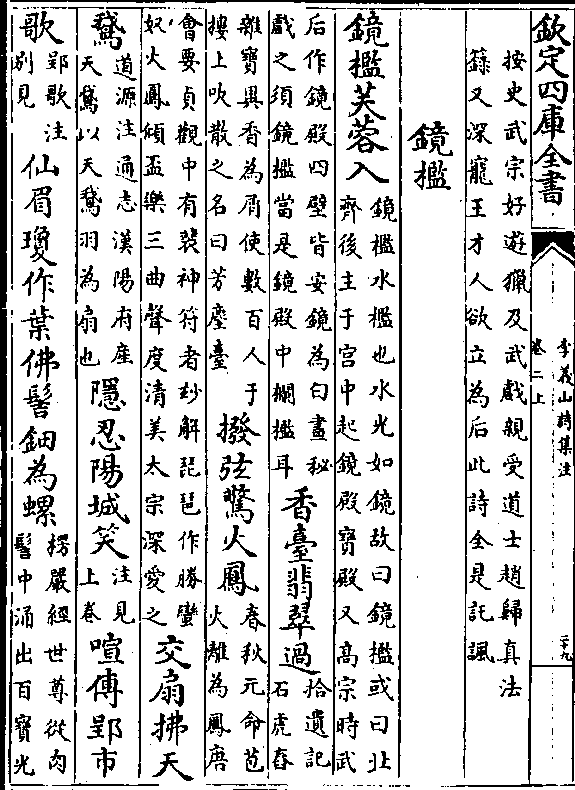 欽定四庫全書
李義山詩集注
卷二上
二十九
按史武宗好遊獵及武戲親受道士趙歸真法
籙又深寵王才人欲立為后此詩全是託諷
鏡檻
鏡檻芙蓉入
鏡檻水檻也水光如鏡故曰鏡檻或曰北
齊後主于宮中起鏡殿寶殿又高宗時武
后作鏡殿四壁皆安鏡為白晝秘
戲之須鏡檻當是鏡殿中欄檻耳
香臺翡翠過
拾遺記
石虎舂
雜寶異香為屑使數百人于
樓上吹散之名曰芳塵臺
撥弦驚火鳳
春秋元命苞
火離為鳳唐
會要貞觀中有裴神符者妙解琵琶作勝蠻
奴火鳳傾盃樂三曲聲度清美太宗深愛之
交扇拂天
鵞
道源注通志漢陽府產
天鵞以天鵞羽為扇也
隱忍陽城笑
注見
上卷
喧傳郢市
歌
郢歌注
別見
仙眉瓊作葉佛髻鈿為螺
楞嚴經世尊從肉
髻中涌出百寶光